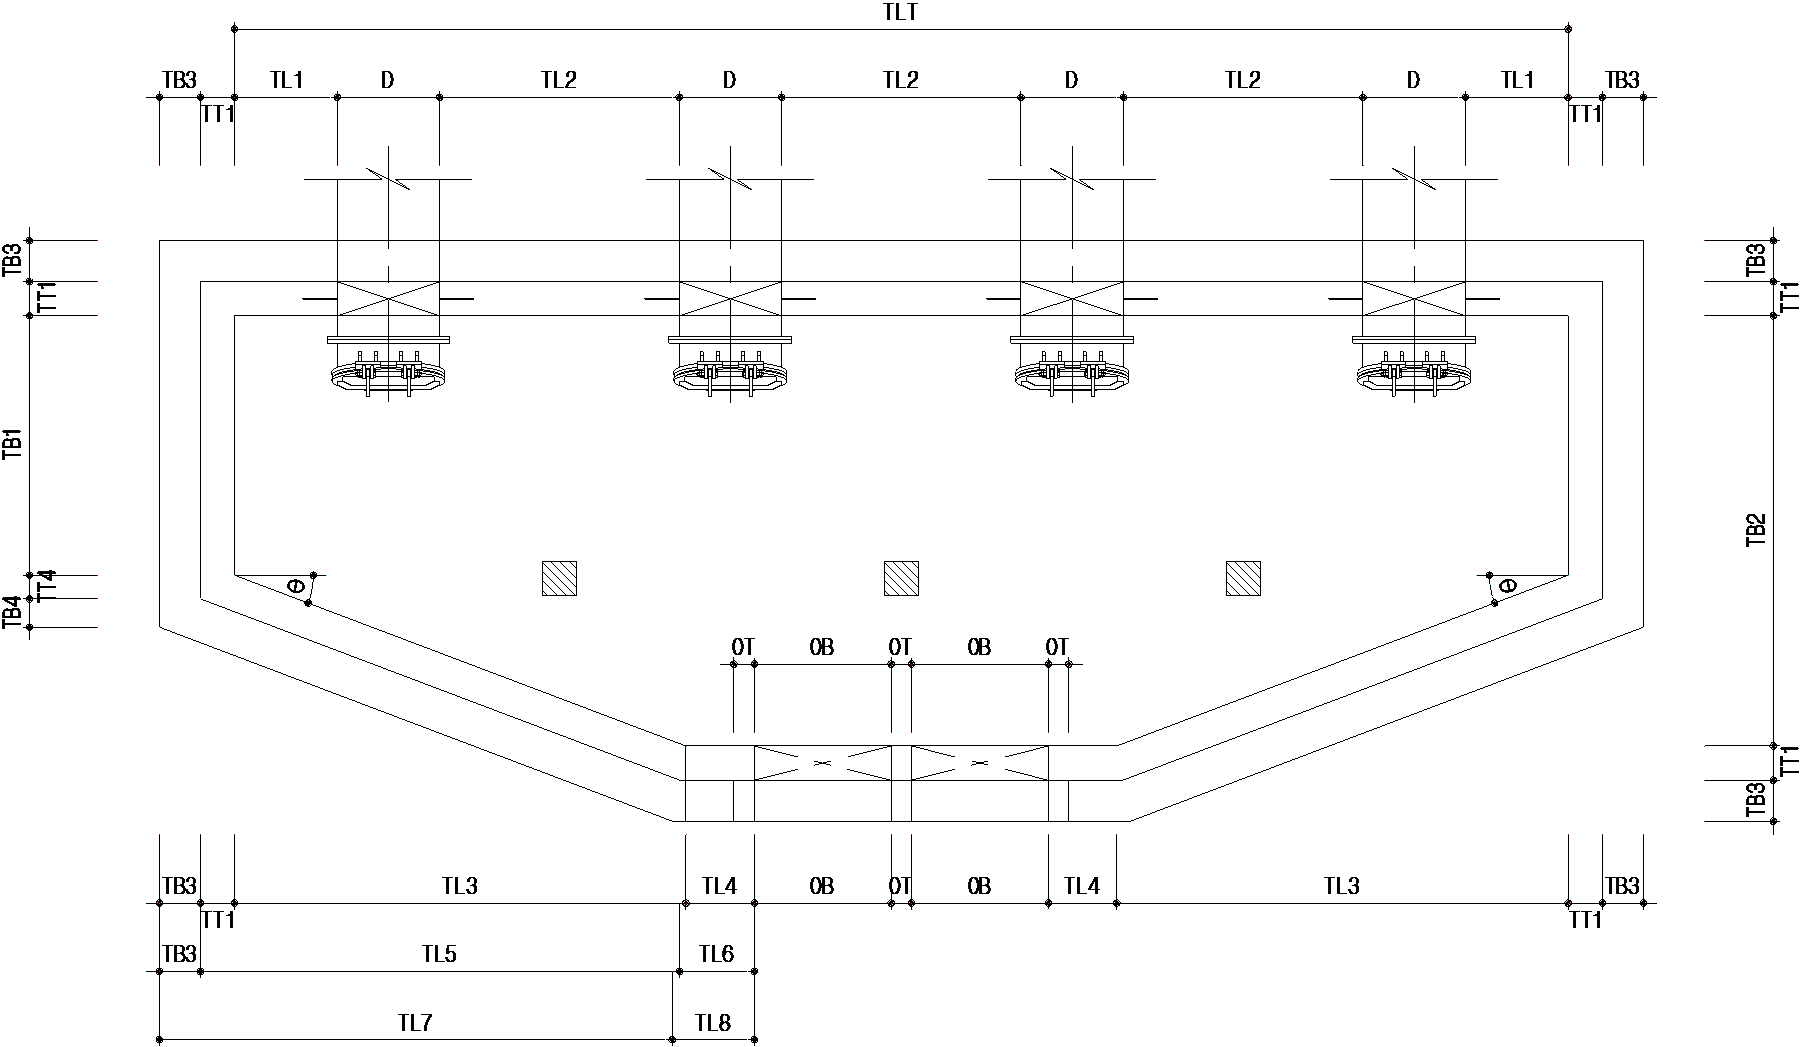 TLT
TB3 TL1 D TL2 D TL2 D TL2 D TL1 TB3
TT1 TT1
TB3 TB3
TT1 TT1
TB1
TB2
TT4
θ θ
TB4
OT OB OT OB OT
TT1
TB3
TB3 TL3 TL4 OB OT OB TL4 TL3 TB3
TT1 TT1
TB3 TL5 TL6
TL7 TL8